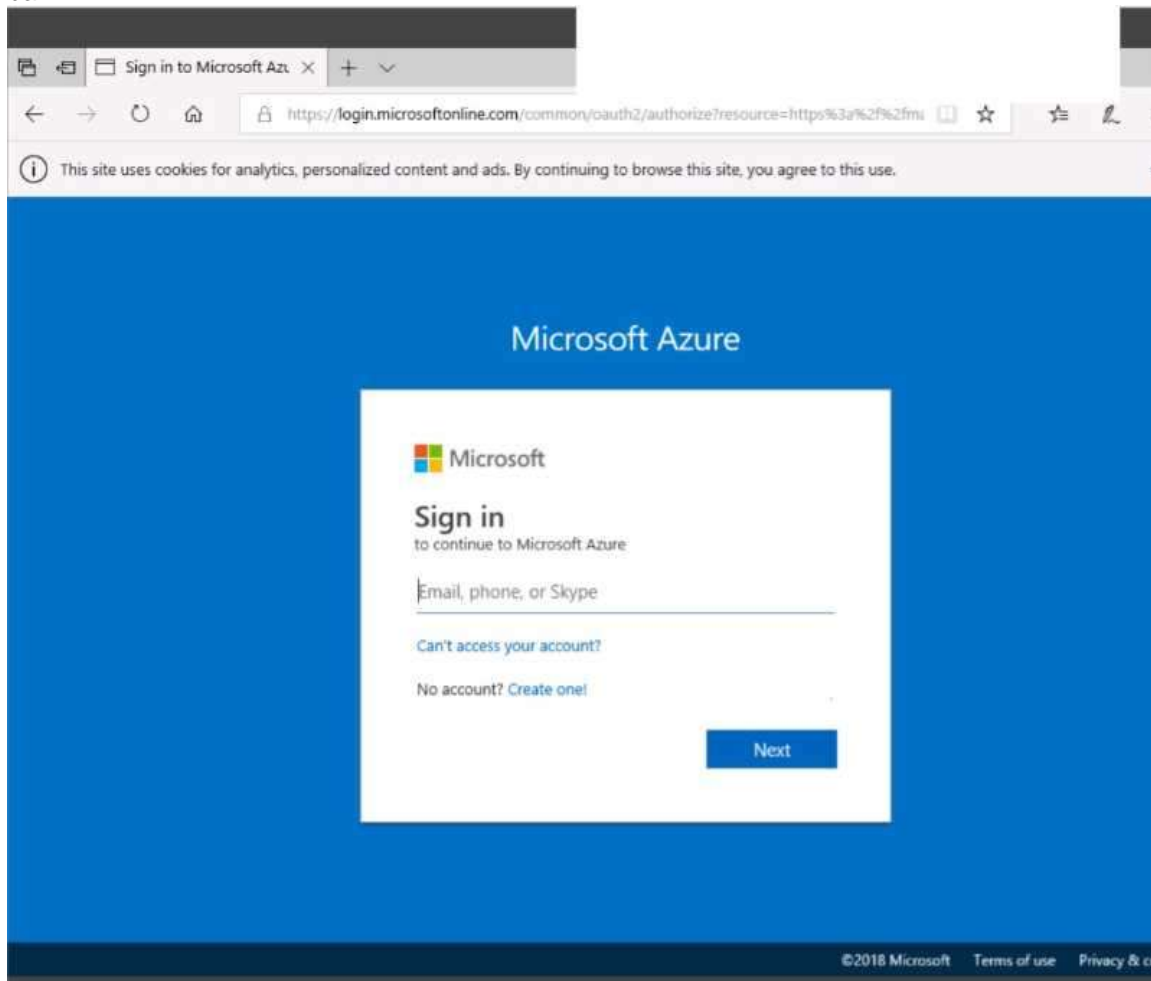 Sign in to Micro
https://login.microsoftonline.com/common/oauth2/authorize?resource=https%3a%2f%2fma
This site uses cookies for analytics, personalized content and ads. By continuing to browse this site, you agree to this use.
Microsoft Azure
Microsoft
Sign in
to continue to Microsoft Azure
Email, phone, or Skype
Can't access your account?
No account? Create one!
Next
©2018 Microsoft Terms of use Privacy &